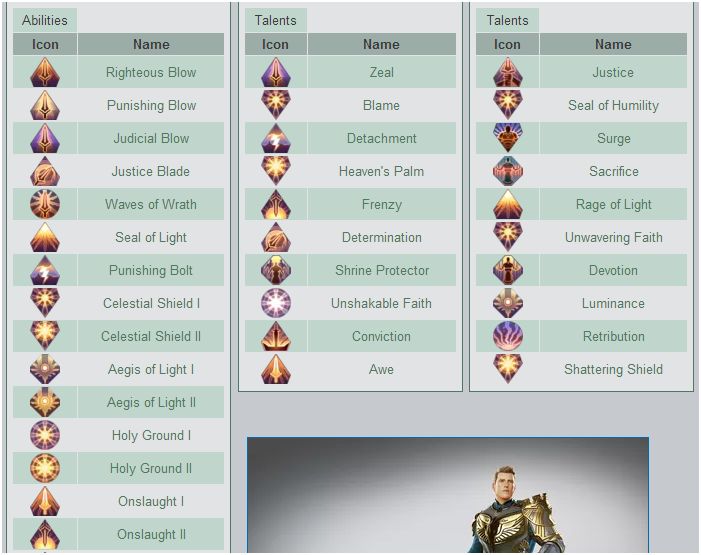 Abilities
Icon Name
Righteous Blow
Punishing Blow
Judicial Blow
Justice Blade
Waves of Wrath
Seal of Light
Punishing Bolt
Celestial Shield I
Celestial Shield II
Aegis of Light I
Aegis of Light II
Holy Ground I
Holy Ground II
Onslaught I
Onslaught II
Talents
Icon Name
Zeal
Blame
Detachment
Heaven's Palm
Frenzy
Determination
Shrine Protector
Unshakable Faith
Conviction
Awe
Talents
Icon Name
Justice
Seal of Humility
Surge
Sacrifice
Rage of Light
Unwavering Faith
Devotion
Luminance
Retribution
Shattering Shield